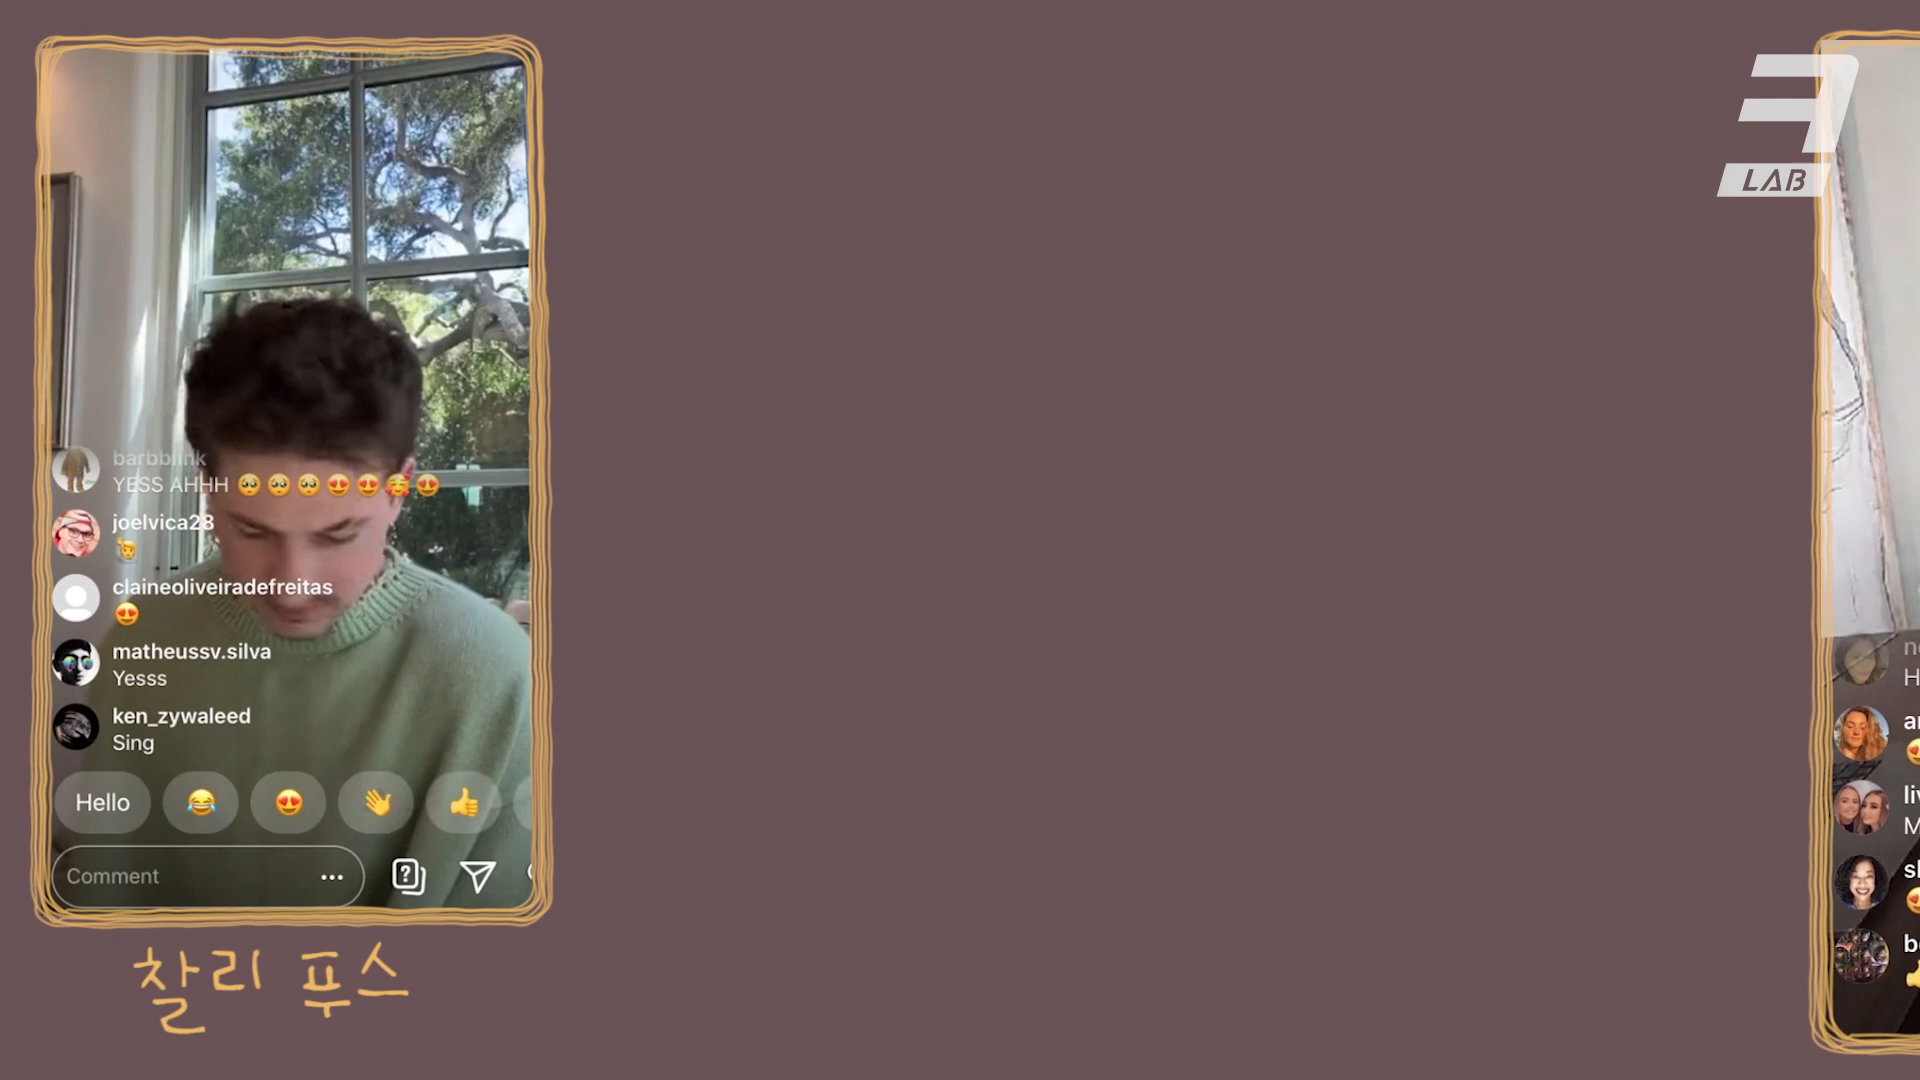 barbblink
YESS AHHH 🥺🥺🥺😍😍🥰😍
joelvica28
🙋
claineoliveiradefreitas
😍
matheussv.silva
Yesss
ken_zywaleed
Sing
Hello 😂 😍 👋 👍
Comment
찰리 푸스
LAB